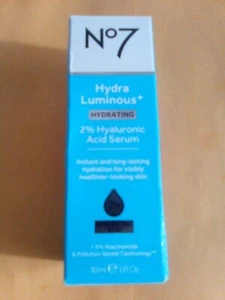 No7
Hydra
Luminous+
HYDRATING
2% Hyaluronic
Acid Serum
Instant and long-lasting
hydration for visibly
healthier-looking skin
+ 1% Niacinamide
& Pollution Shield Technology™
30ml e 1 Fl Oz